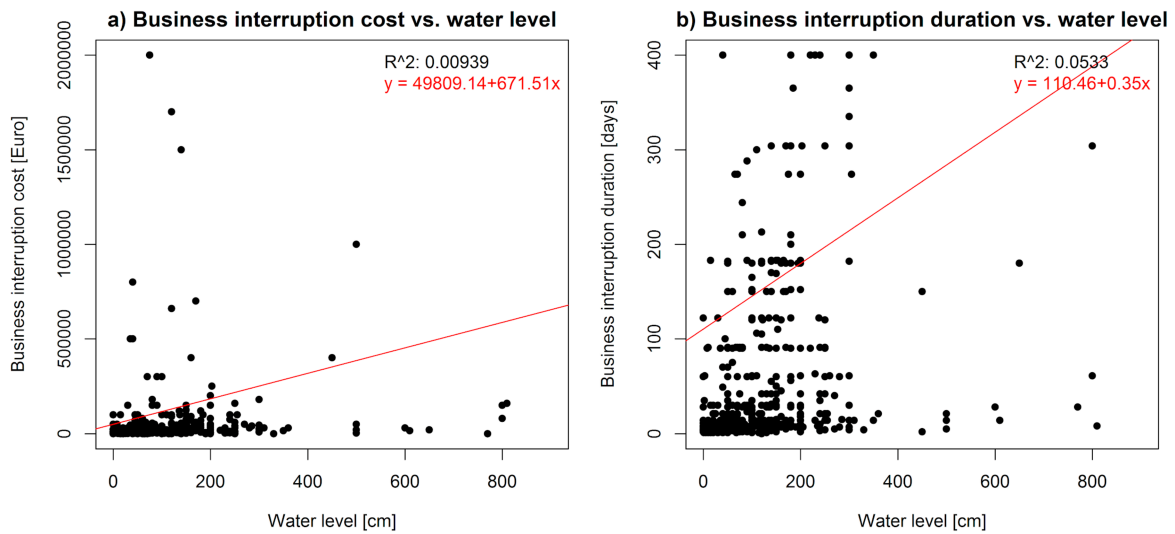 a) Business interruption cost vs. water level
R^2: 0.00939
y = 49809.14+671.51x
Business interruption cost [Euro]
2000000
1500000
1000000
500000
0
0 200 400 600 800
Water level [cm]
b) Business interruption duration vs. water level
R^2: 0.0533
y = 110.46+0.35x
Business interruption duration [days]
400
300
200
100
0
0 200 400 600 800
Water level [cm]